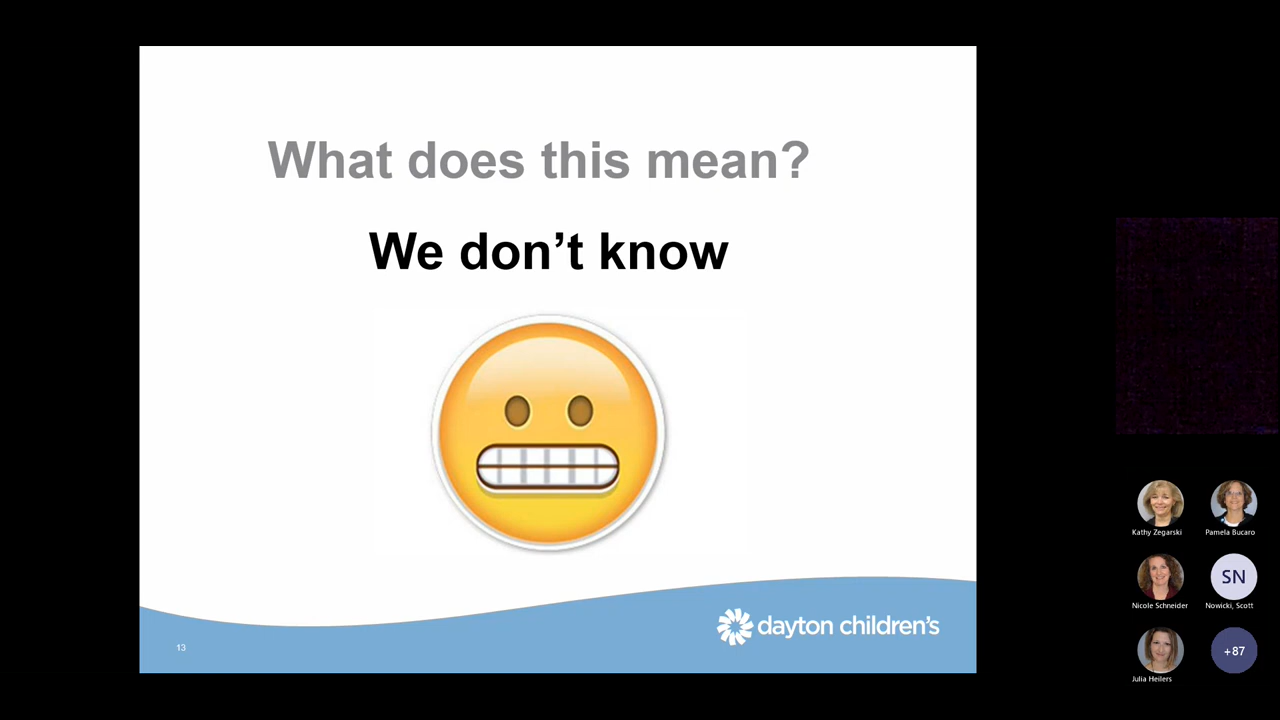 What does this mean?
We don’t know
13
dayton children's
Kathy Zegarski
Pamela Bucaro
Nicole Schneider
SN
Nowicki, Scott
Julia Heilers
+87